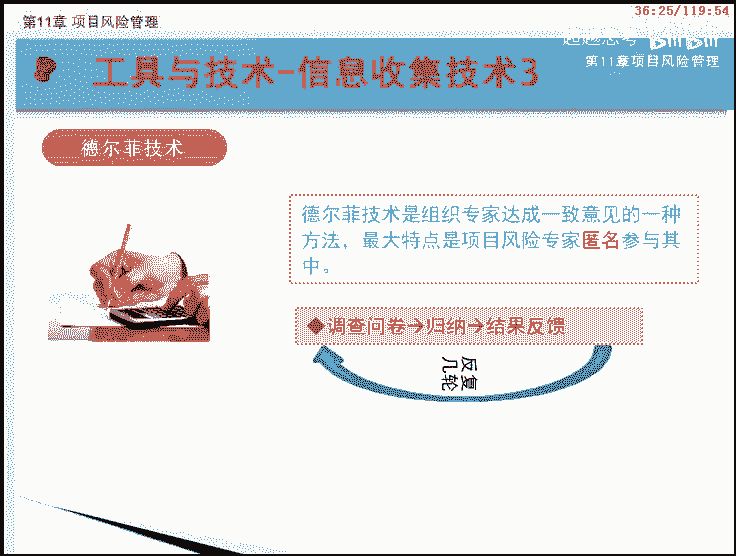 36:25/119:54
第11章 项目风险管理
工具与技术-信息收集技术3
第11章项目风险管理
德尔菲技术
德尔菲技术是组织专家达成一致意见的一种
方法，最大特点是项目风险专家匿名参与其
中。
◆调查问卷→归纳→结果反馈
反复
几轮